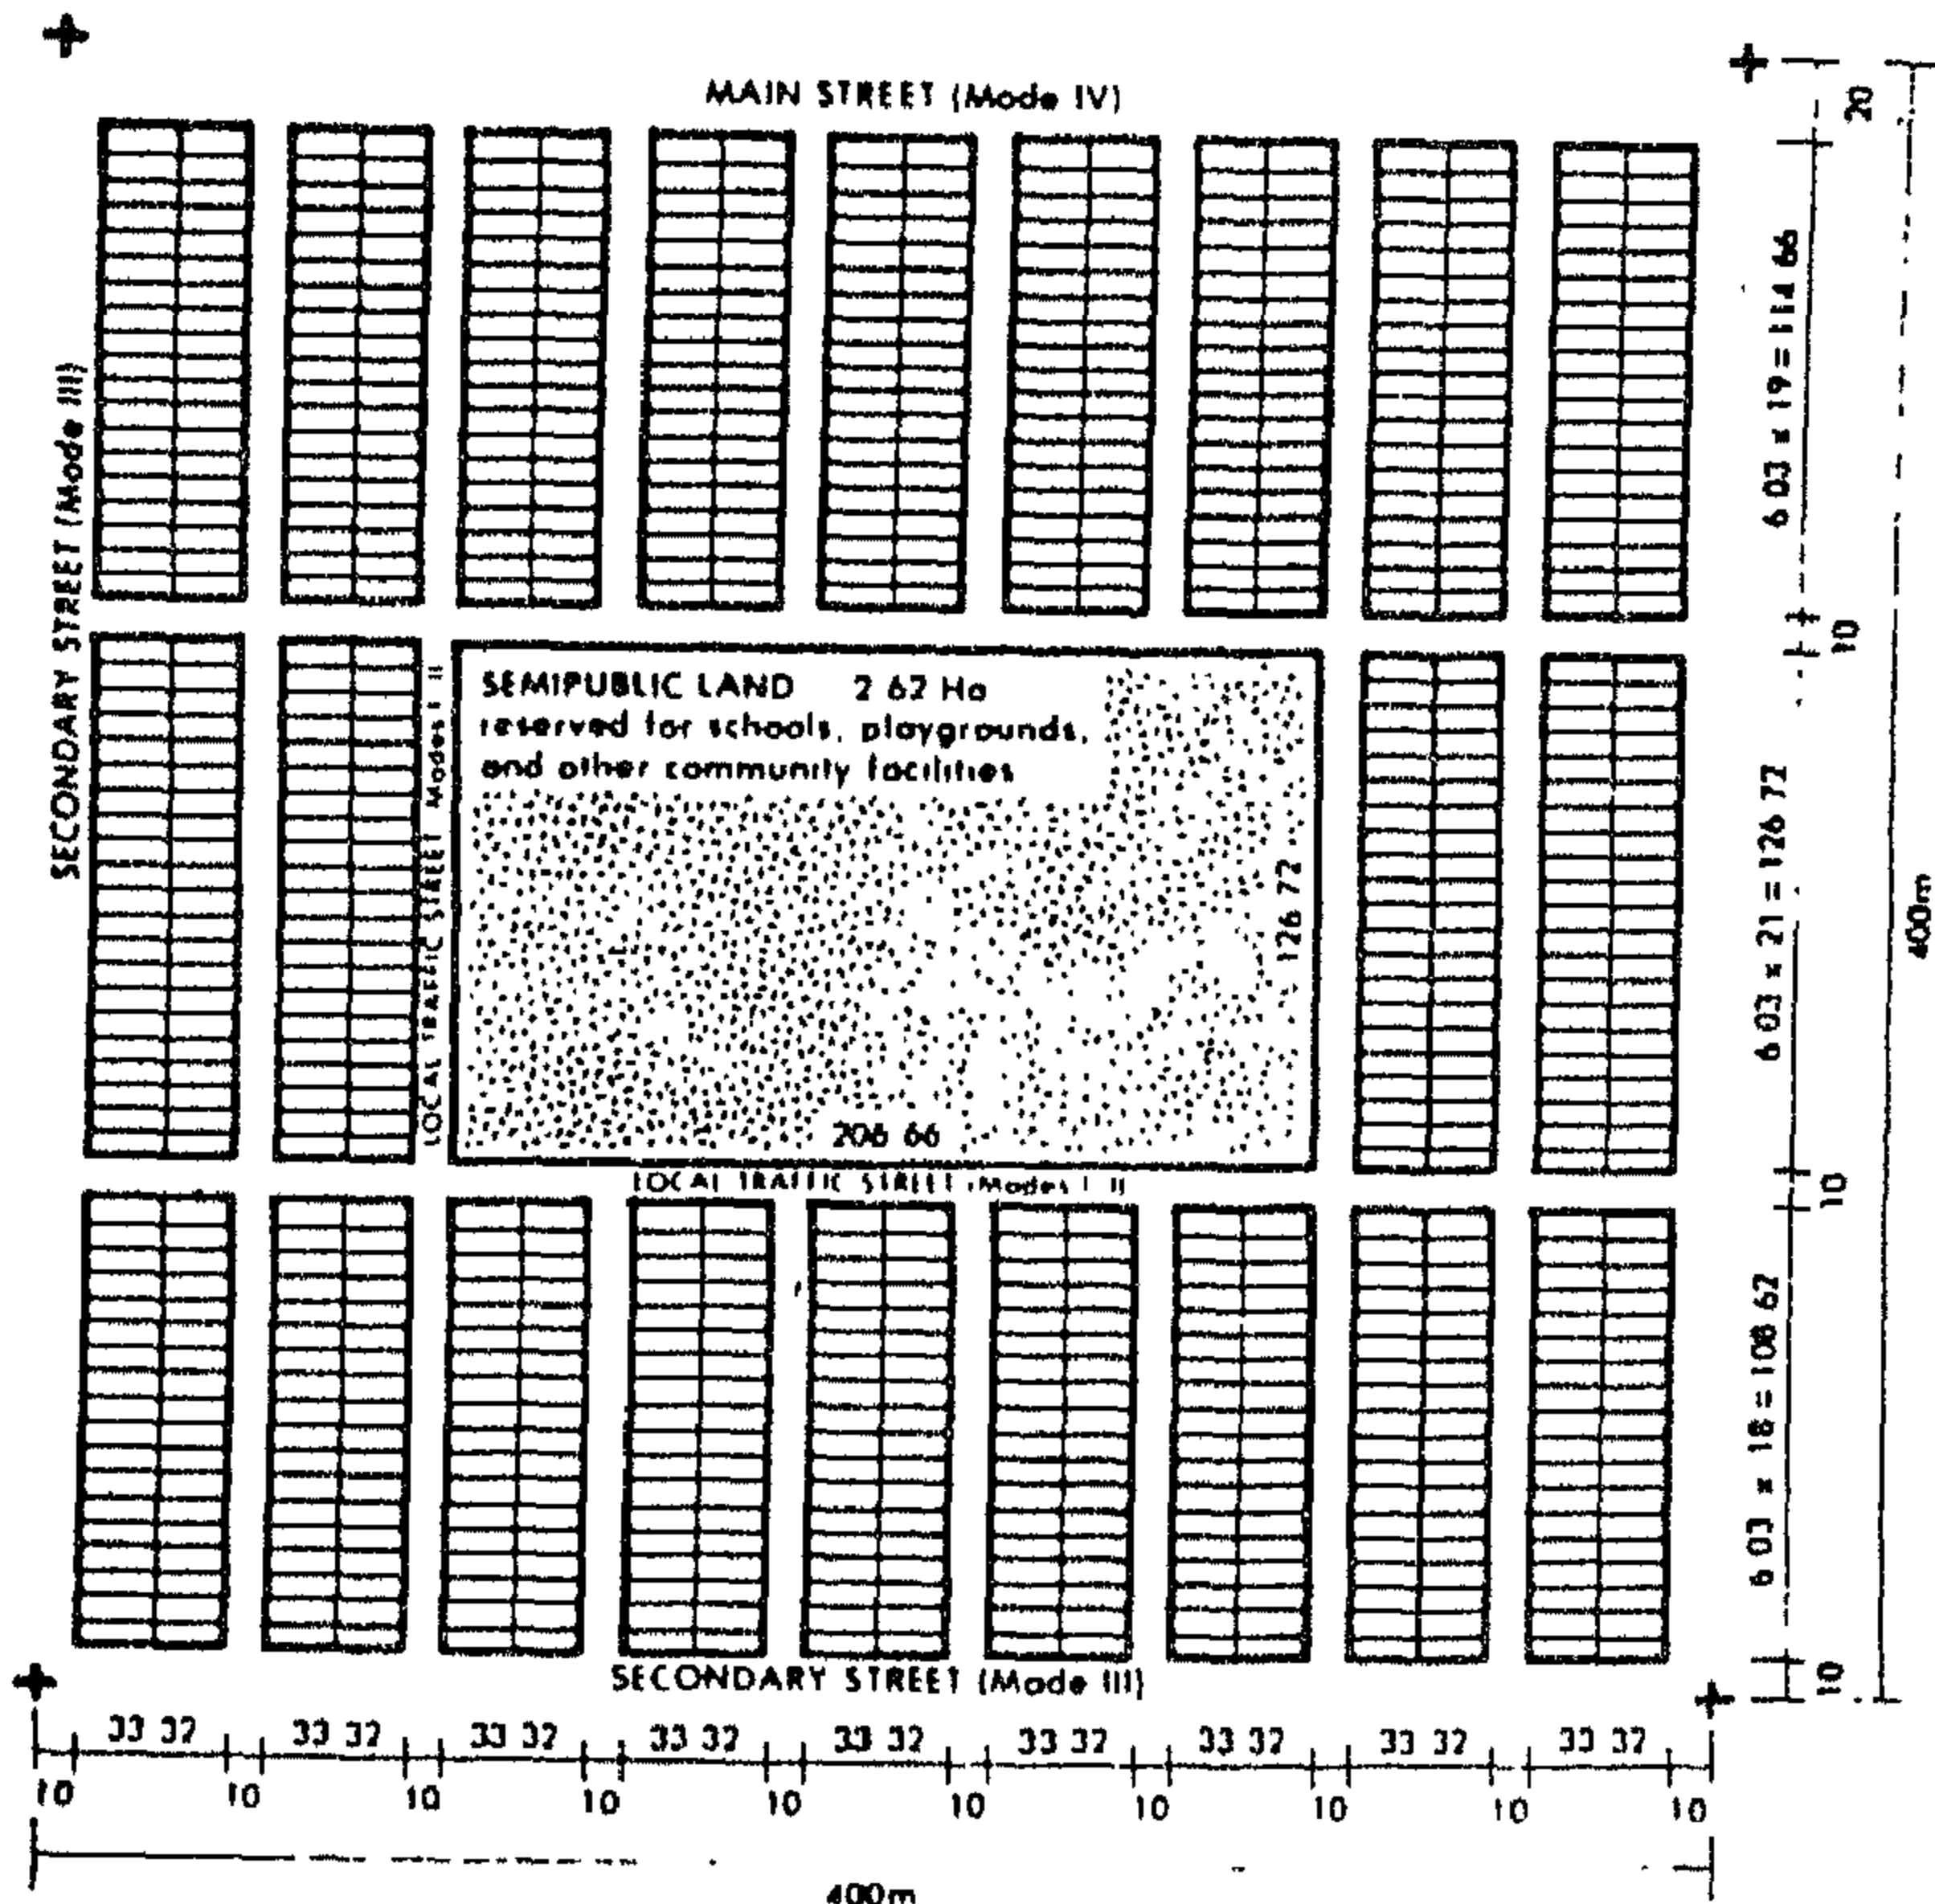 MAIN STREET (Mode IV)
SECONDARY STREET (Mode III)
20
6 03 x 19 = 114 66
10
SEMIPUBLIC LAND 2 62 Ha
reserved for schools, playgrounds,
and other community facilities
LOCAL TRAFFIC STREET Modes I II
126 72
206 66
6 03 x 21 = 126 72
400m
LOCAL TRAFFIC STREET (Modes I II)
10
6 03 x 18 = 108 62
10
SECONDARY STREET (Mode III)
33 32 33 32 33 32 33 32 33 32 33 32 33 32 33 32 33 32
10 10 10 10 10 10 10 10 10 10
400m